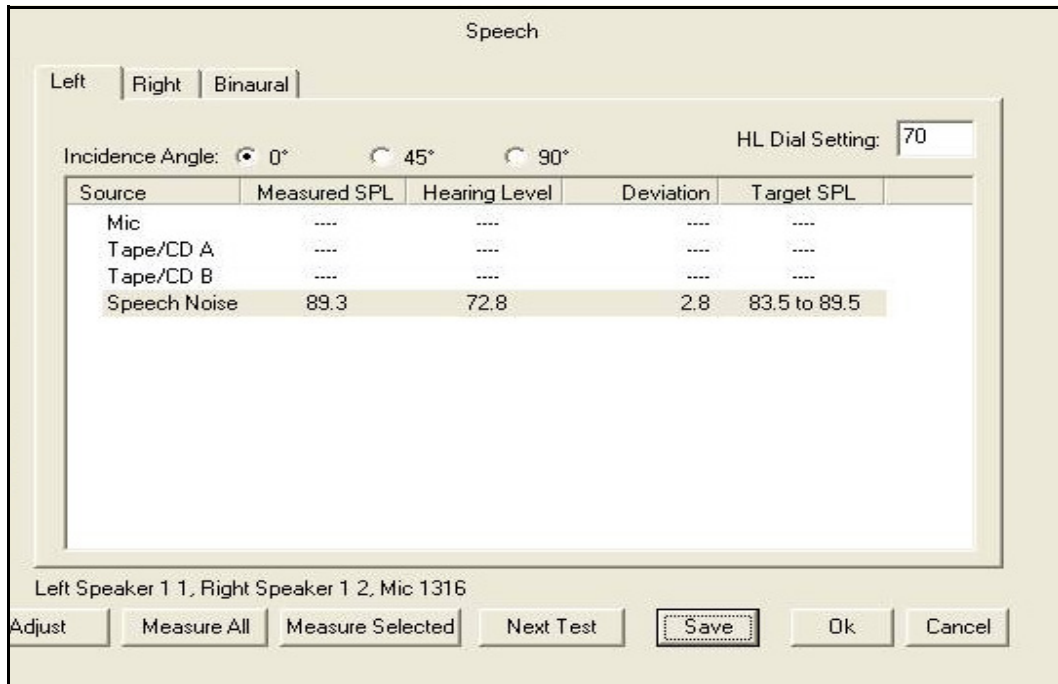 Speech
Left Right Binaural
Incidence Angle: 0° 45° 90° HL Dial Setting: 70
Source Measured SPL Hearing Level Deviation Target SPL
Mic ---- ---- ---- ----
Tape/CD A ---- ---- ---- ----
Tape/CD B ---- ---- ---- ----
Speech Noise 89.3 72.8 2.8 83.5 to 89.5
Left Speaker 1 1, Right Speaker 1 2, Mic 1316
Adjust Measure All Measure Selected Next Test Save Ok Cancel